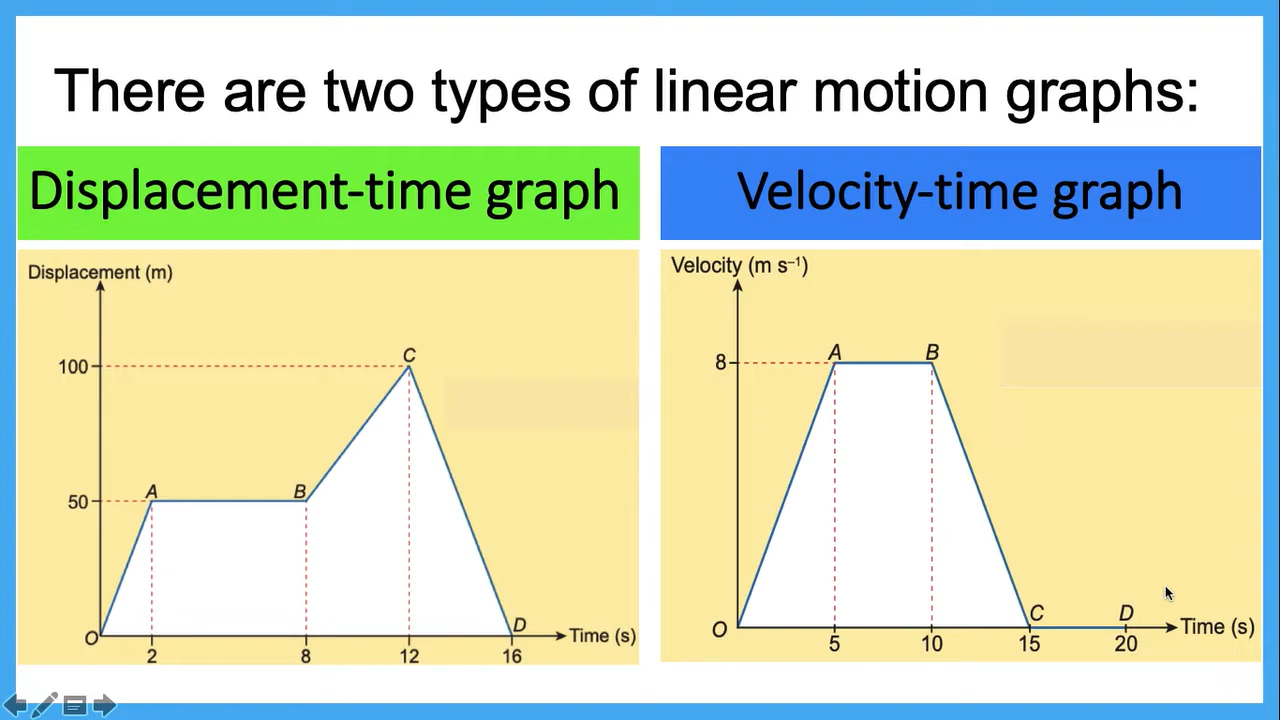 There are two types of linear motion graphs:
Displacement-time graph
Velocity-time graph
Displacement (m)
100
50
A
B
C
D
O
2
8
12
16
Time (s)
Velocity (m s⁻¹)
8
A
B
C
D
O
5
10
15
20
Time (s)